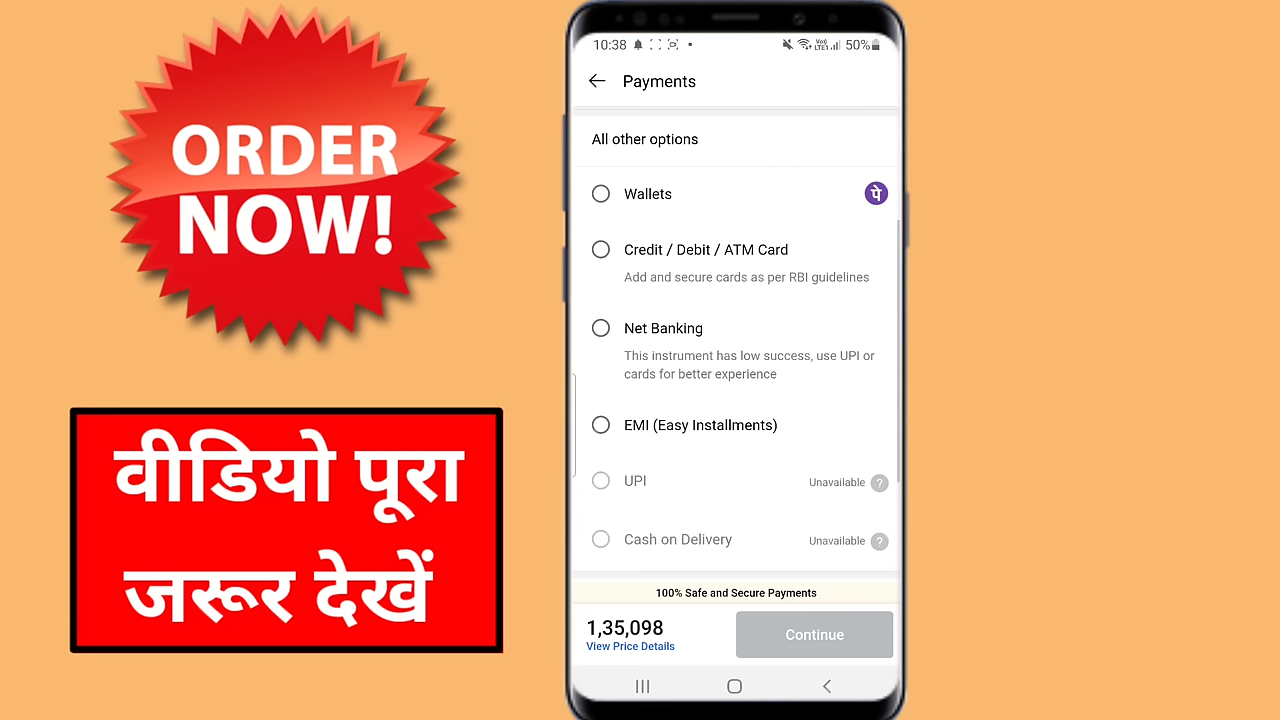 ORDER
NOW!
वीडियो पूरा
जरूर देखें
10:38
50%
Payments
All other options
Wallets
पे
Credit / Debit / ATM Card
Add and secure cards as per RBI guidelines
Net Banking
This instrument has low success, use UPI or
cards for better experience
EMI (Easy Installments)
UPI
Unavailable ?
Cash on Delivery
Unavailable ?
100% Safe and Secure Payments
1,35,098
View Price Details
Continue